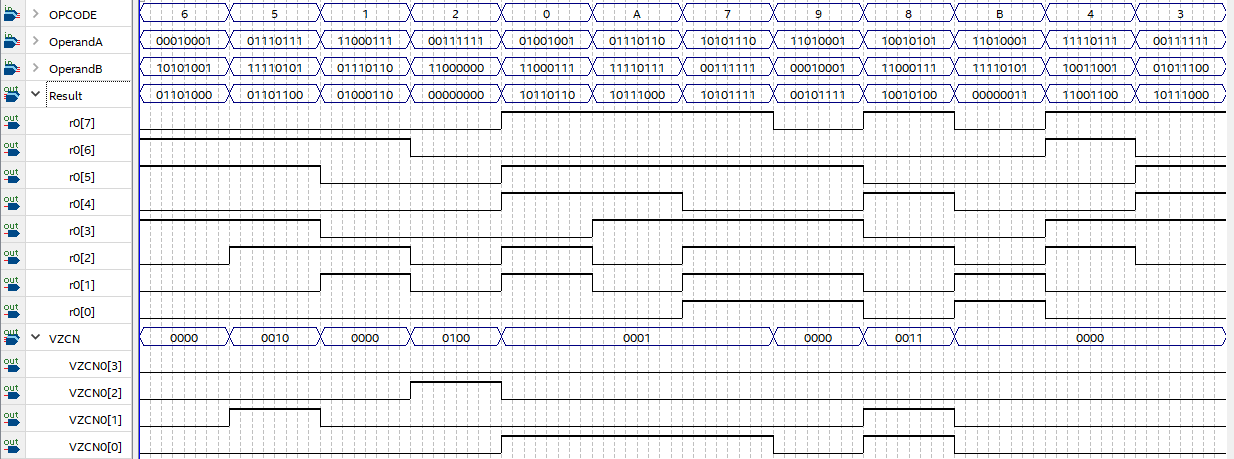 in OPCODE 6 5 1 2 0 A 7 9 8 B 4 3
in OperandA 00010001 01110111 11000111 00111111 01001001 01110110 10101110 11010001 10010101 11010001 11110111 00111111
in OperandB 10101001 11110101 01110110 11000000 11000111 11110111 00111111 00010001 11000111 11110101 10011001 01011100
out Result 01101000 01101100 01000110 00000000 10110110 10111000 10101111 00101111 10010100 00000011 11001100 10111000
out r0[7]
out r0[6]
out r0[5]
out r0[4]
out r0[3]
out r0[2]
out r0[1]
out r0[0]
out VZCN 0000 0010 0000 0100 0001 0000 0011 0000
out VZCN0[3]
out VZCN0[2]
out VZCN0[1]
out VZCN0[0]